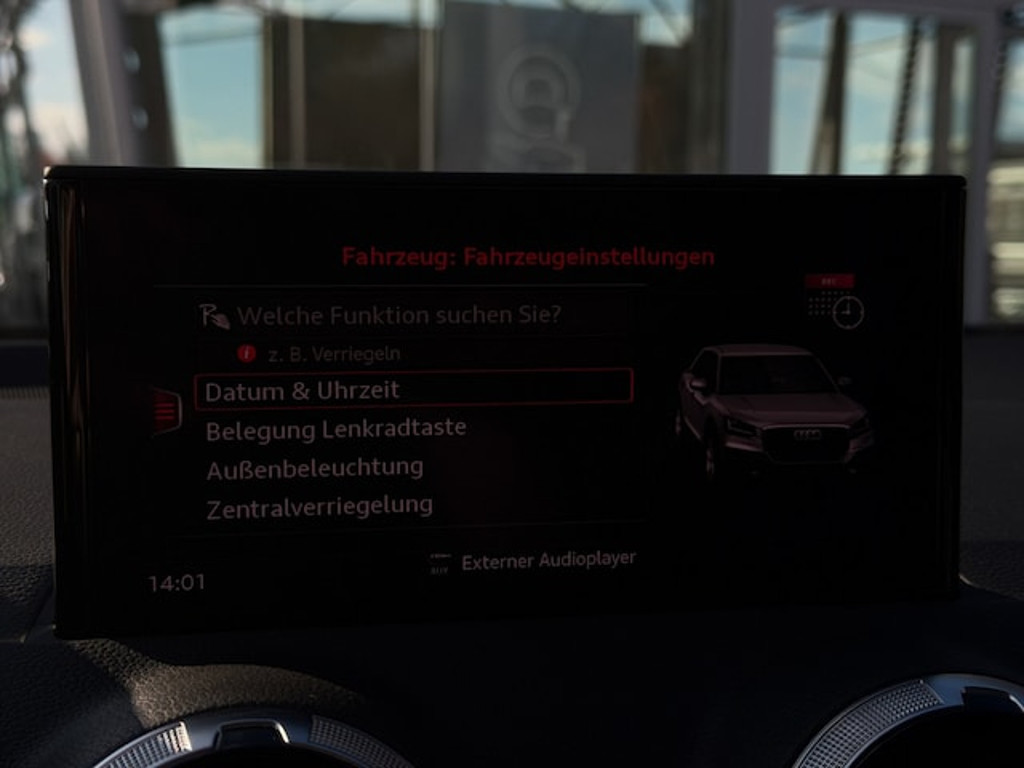 Fahrzeug: Fahrzeugeinstellungen
Welche Funktion suchen Sie?
z. B. Verriegeln
Datum & Uhrzeit
Belegung Lenkradtaste
Außenbeleuchtung
Zentralverriegelung
Externer Audioplayer
14:01